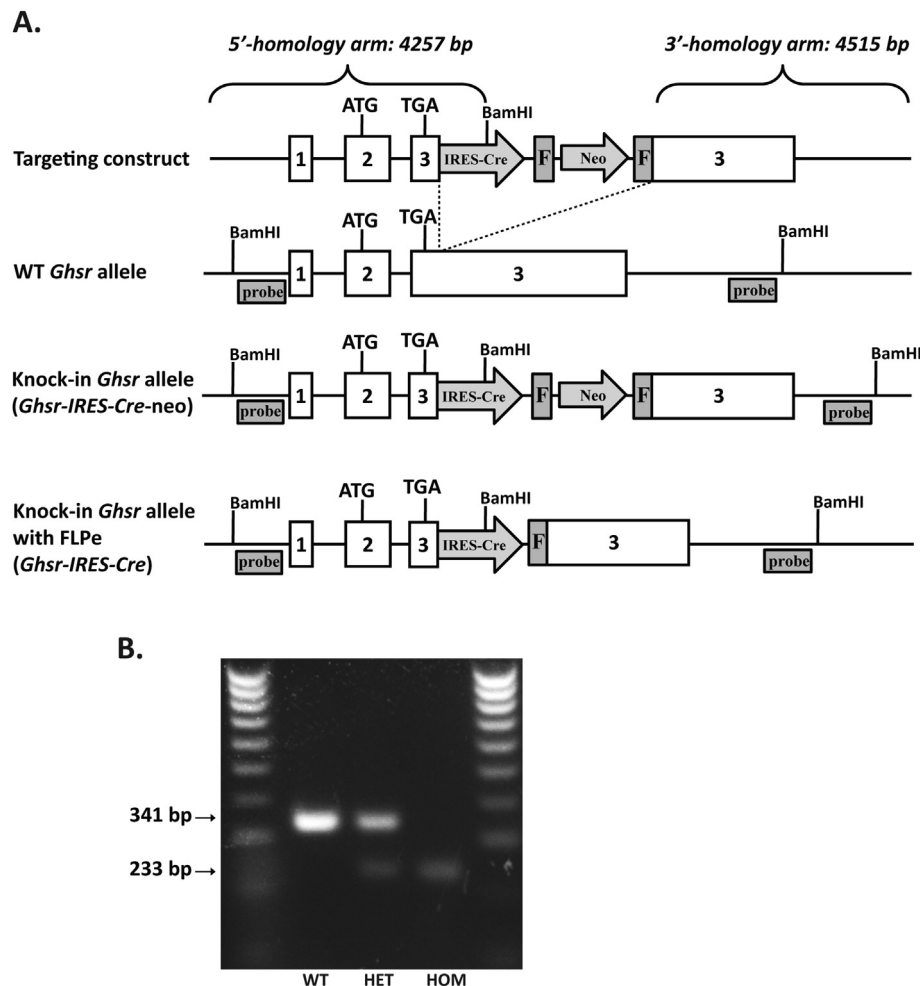 A.
5’-homology arm: 4257 bp 3’-homology arm: 4515 bp
ATG TGA BamHI
Targeting construct 1 2 3 IRES-Cre F Neo F 3
BamHI ATG TGA BamHI
WT Ghsr allele 1 2 3
probe probe
BamHI ATG TGA BamHI BamHI
Knock-in Ghsr allele 1 2 3 IRES-Cre F Neo F 3
(Ghsr-IRES-Cre-neo) probe probe
Knock-in Ghsr allele BamHI ATG TGA BamHI BamHI
with FLPe 1 2 3 IRES-Cre F 3
(Ghsr-IRES-Cre) probe probe
B.
341 bp→
233 bp→
WT HET HOM